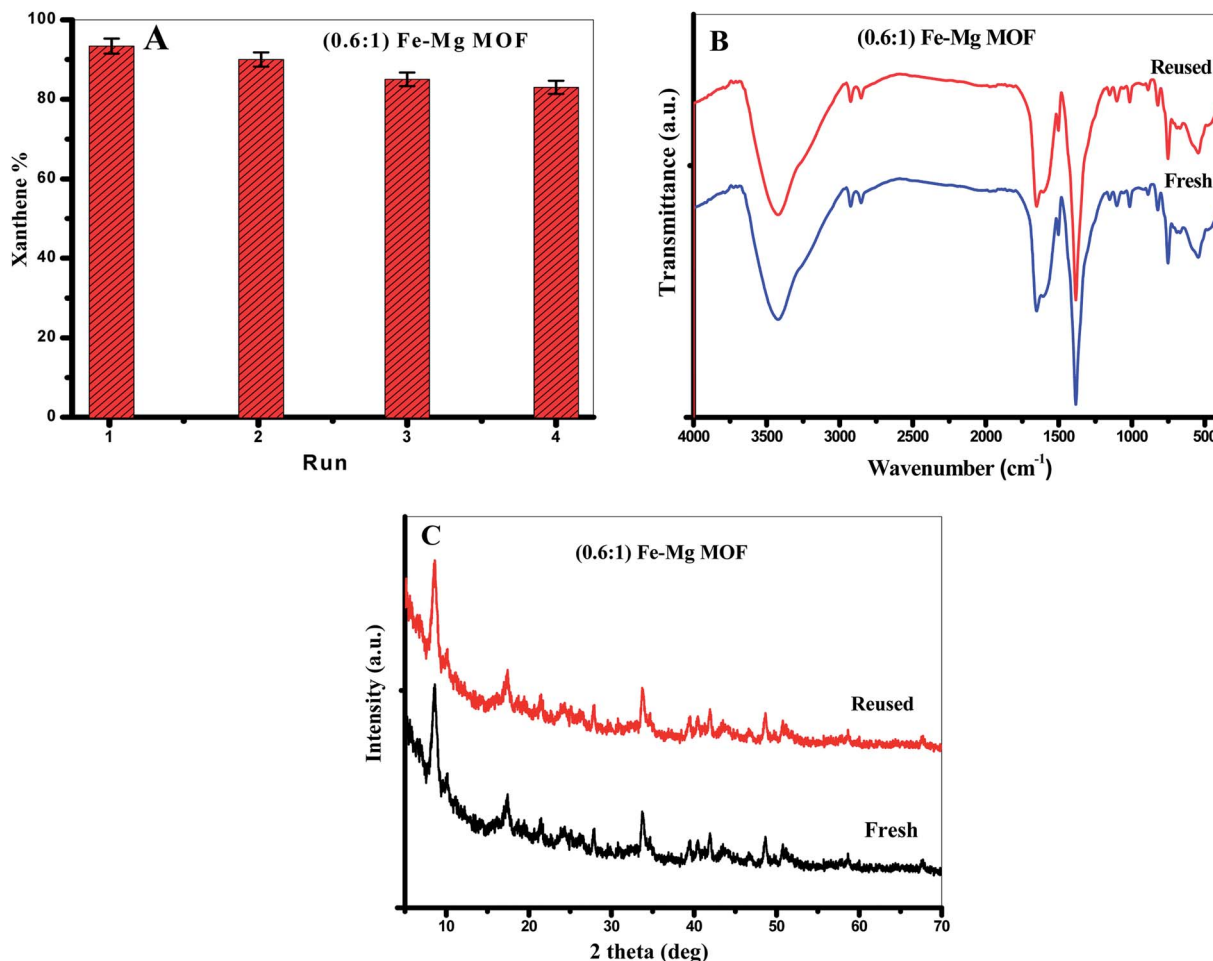 A
(0.6:1) Fe-Mg MOF
Xanthene %
100
80
60
40
20
0
1 2 3 4
Run
B
(0.6:1) Fe-Mg MOF
Reused
Fresh
Transmittance (a.u.)
4000 3500 3000 2500 2000 1500 1000 500
Wavenumber (cm⁻¹)
C
(0.6:1) Fe-Mg MOF
Reused
Fresh
Intensity (a.u.)
10 20 30 40 50 60 70
2 theta (deg)